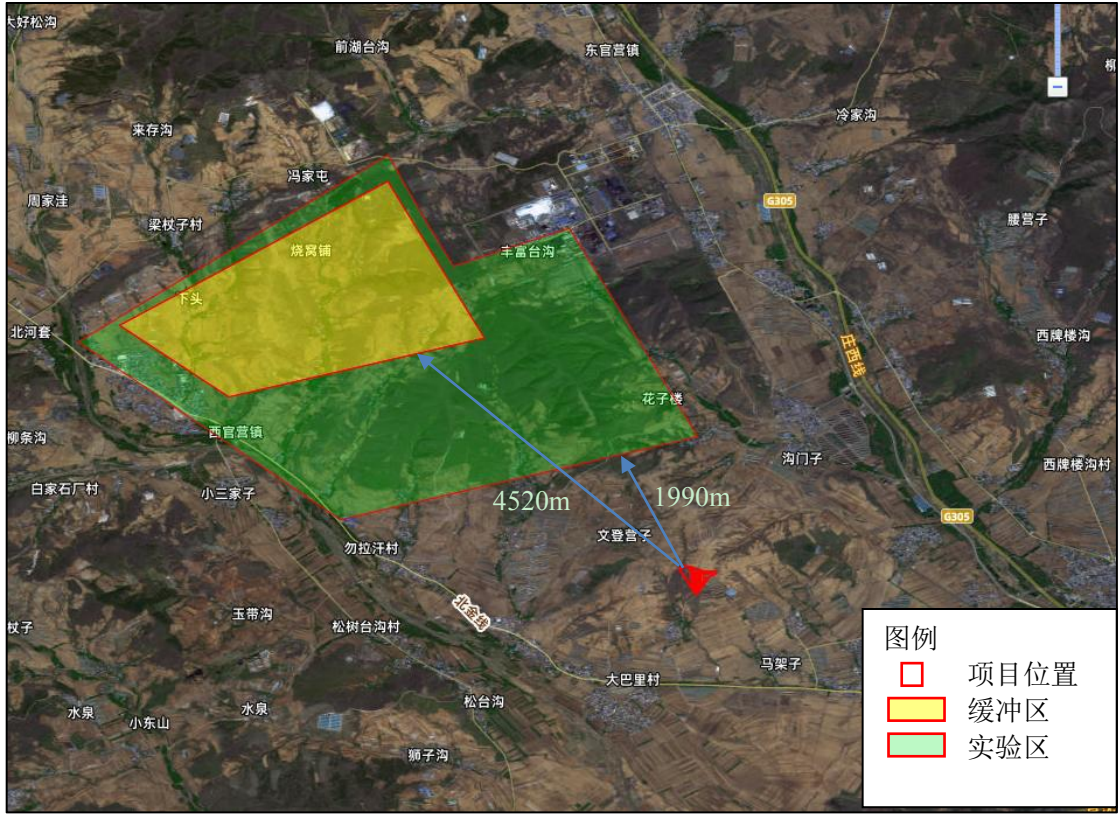 大好松沟
前湖台沟
东官营镇
柳
来存沟
冷家沟
冯家屯
周家洼
G305
梁杖子村
腰营子
烧窝铺
丰富台沟
下头
北河套
庄西线
西牌楼沟
花子楼
柳条沟
西官营镇
沟门子
西牌楼沟村
白家石厂村
小三家子
4520m
1990m
G305
文登营子
勿拉汗村
北金线
玉带沟
杖子
松树台沟村
马架子
大巴里村
水泉
小东山
水泉
松台沟
狮子沟
图例
项目位置
缓冲区
实验区